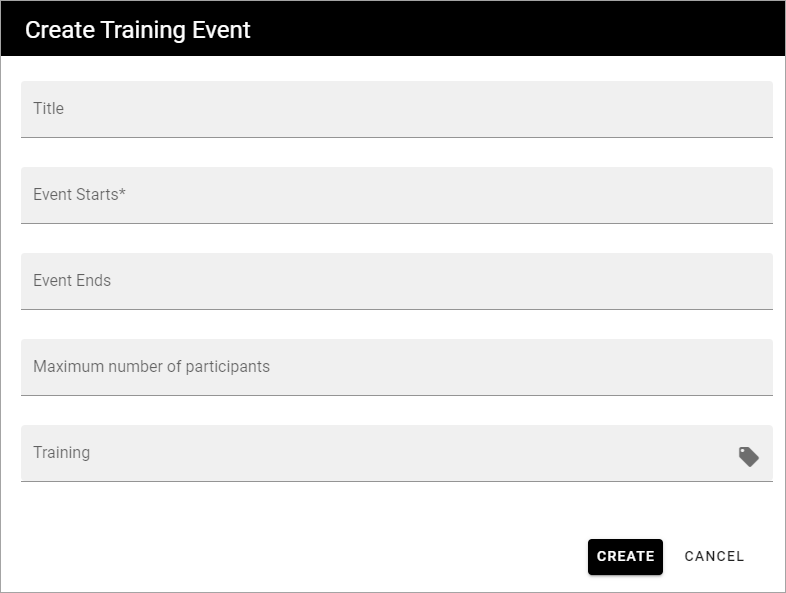 Create Training Event
Title
Event Starts*
Event Ends
Maximum number of participants
Training
CREATE CANCEL